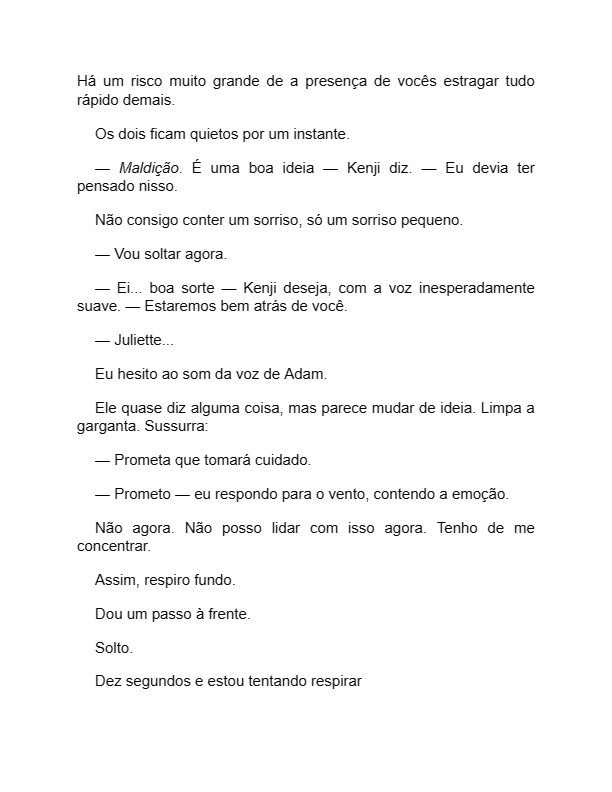 Há um risco muito grande de a presença de vocês estragar tudo
rápido demais.
Os dois ficam quietos por um instante.
— Maldição. É uma boa ideia — Kenji diz. — Eu devia ter
pensado nisso.
Não consigo conter um sorriso, só um sorriso pequeno.
— Vou soltar agora.
— Ei... boa sorte — Kenji deseja, com a voz inesperadamente
suave. — Estaremos bem atrás de você.
— Juliette...
Eu hesito ao som da voz de Adam.
Ele quase diz alguma coisa, mas parece mudar de ideia. Limpa a
garganta. Sussurra:
— Prometa que tomará cuidado.
— Prometo — eu respondo para o vento, contendo a emoção.
Não agora. Não posso lidar com isso agora. Tenho de me
concentrar.
Assim, respiro fundo.
Dou um passo à frente.
Solto.
Dez segundos e estou tentando respirar